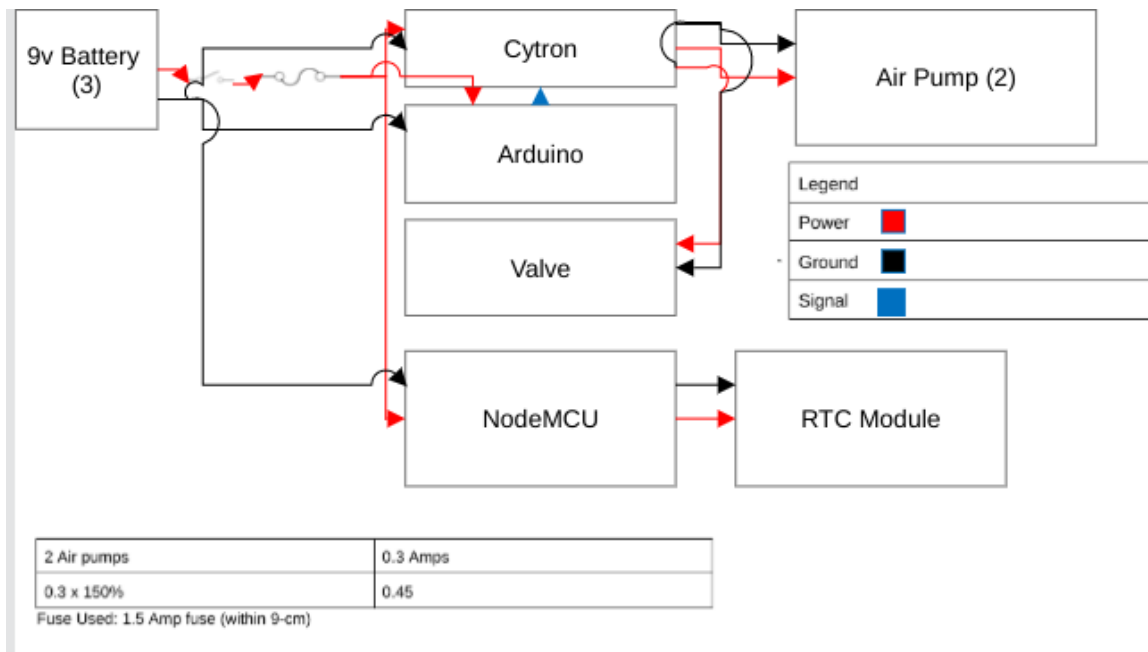 9v Battery
(3)
Cytron
Air Pump (2)
Arduino
Legend
Power
Ground
Signal
Valve
NodeMCU
RTC Module
2 Air pumps
0.3 Amps
0.3 x 150%
0.45
Fuse Used: 1.5 Amp fuse (within 9-cm)